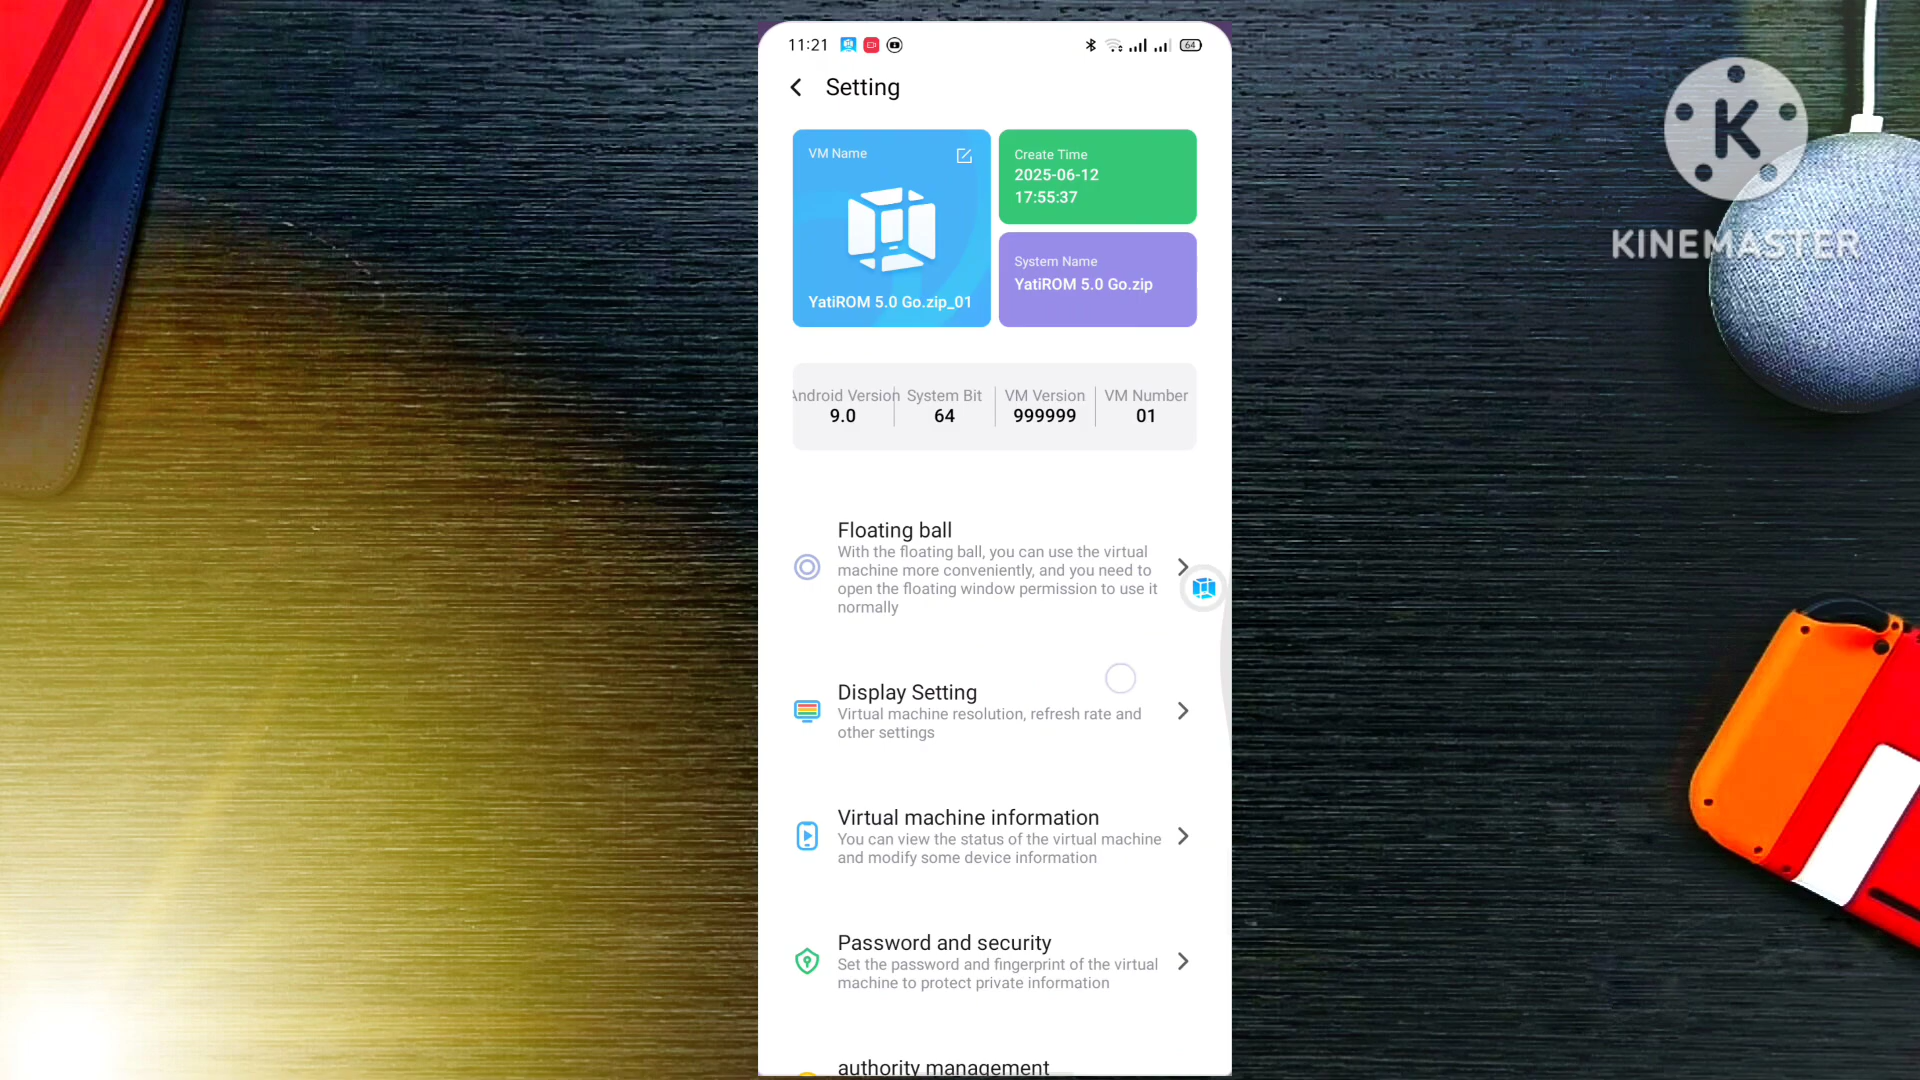 11:21
64
Setting
VM Name
YatiROM 5.0 Go.zip_01
Create Time
2025-06-12
17:55:37
System Name
YatiROM 5.0 Go.zip
Android Version
9.0
System Bit
64
VM Version
999999
VM Number
01
Floating ball
With the floating ball, you can use the virtual
machine more conveniently, and you need to
open the floating window permission to use it
normally
Display Setting
Virtual machine resolution, refresh rate and
other settings
Virtual machine information
You can view the status of the virtual machine
and modify some device information
Password and security
Set the password and fingerprint of the virtual
machine to protect private information
authority management
K
KINEMASTER